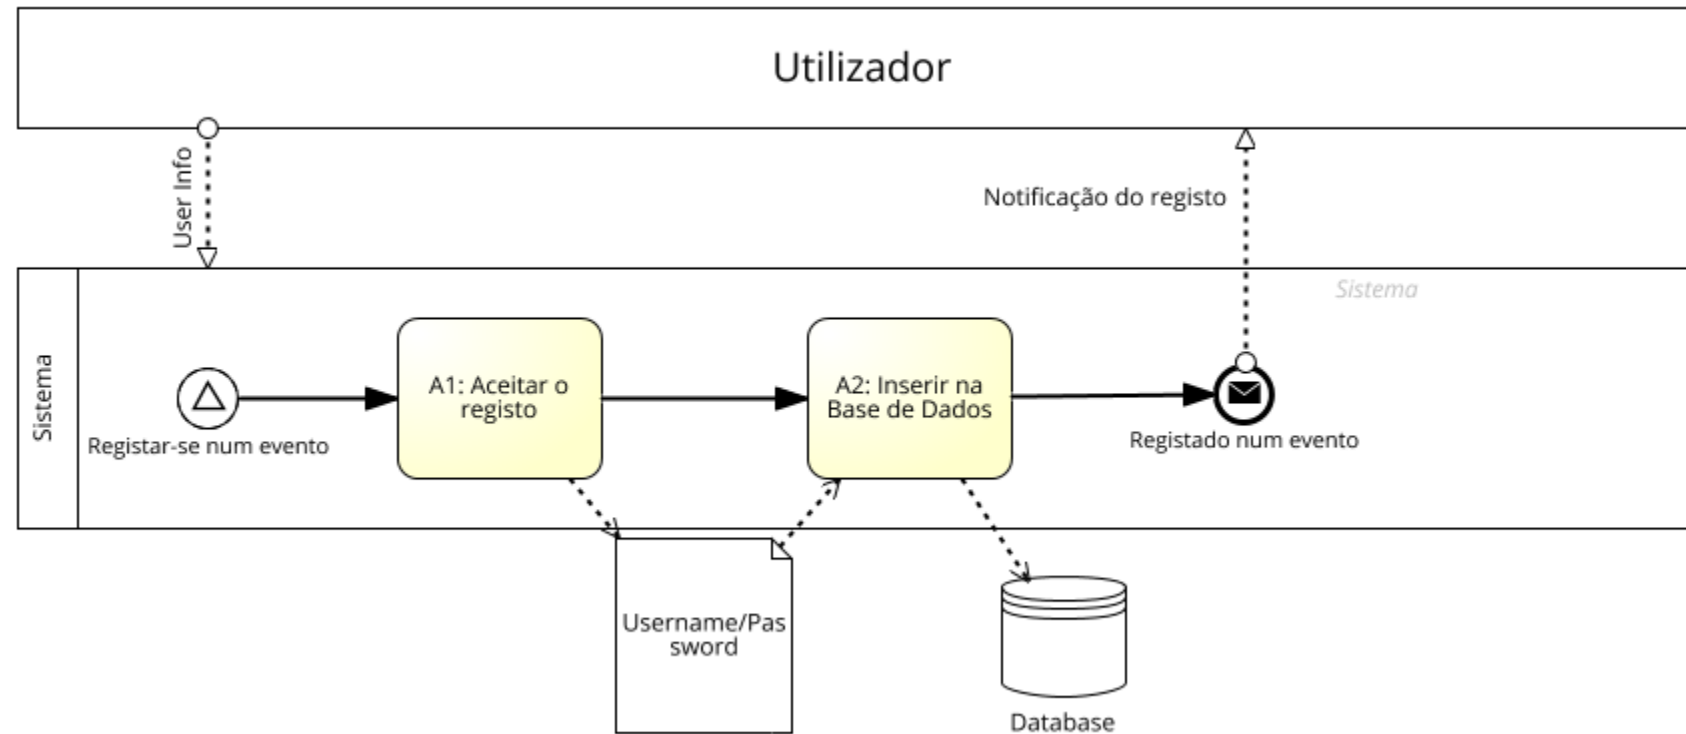 Utilizador
User Info
Notificação do registo
Sistema
Sistema
A1: Aceitar o
registo
A2: Inserir na
Base de Dados
Registar-se num evento
Registado num evento
Username/Pas
sword
Database